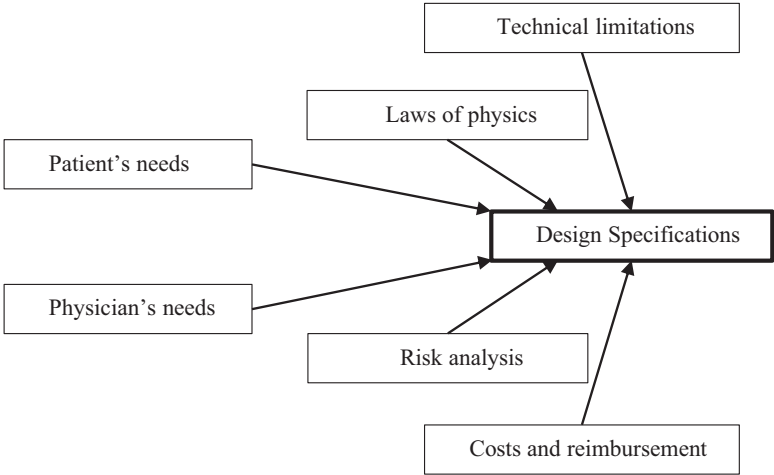 Technical limitations
Laws of physics
Patient’s needs
Design Specifications
Physician’s needs
Risk analysis
Costs and reimbursement